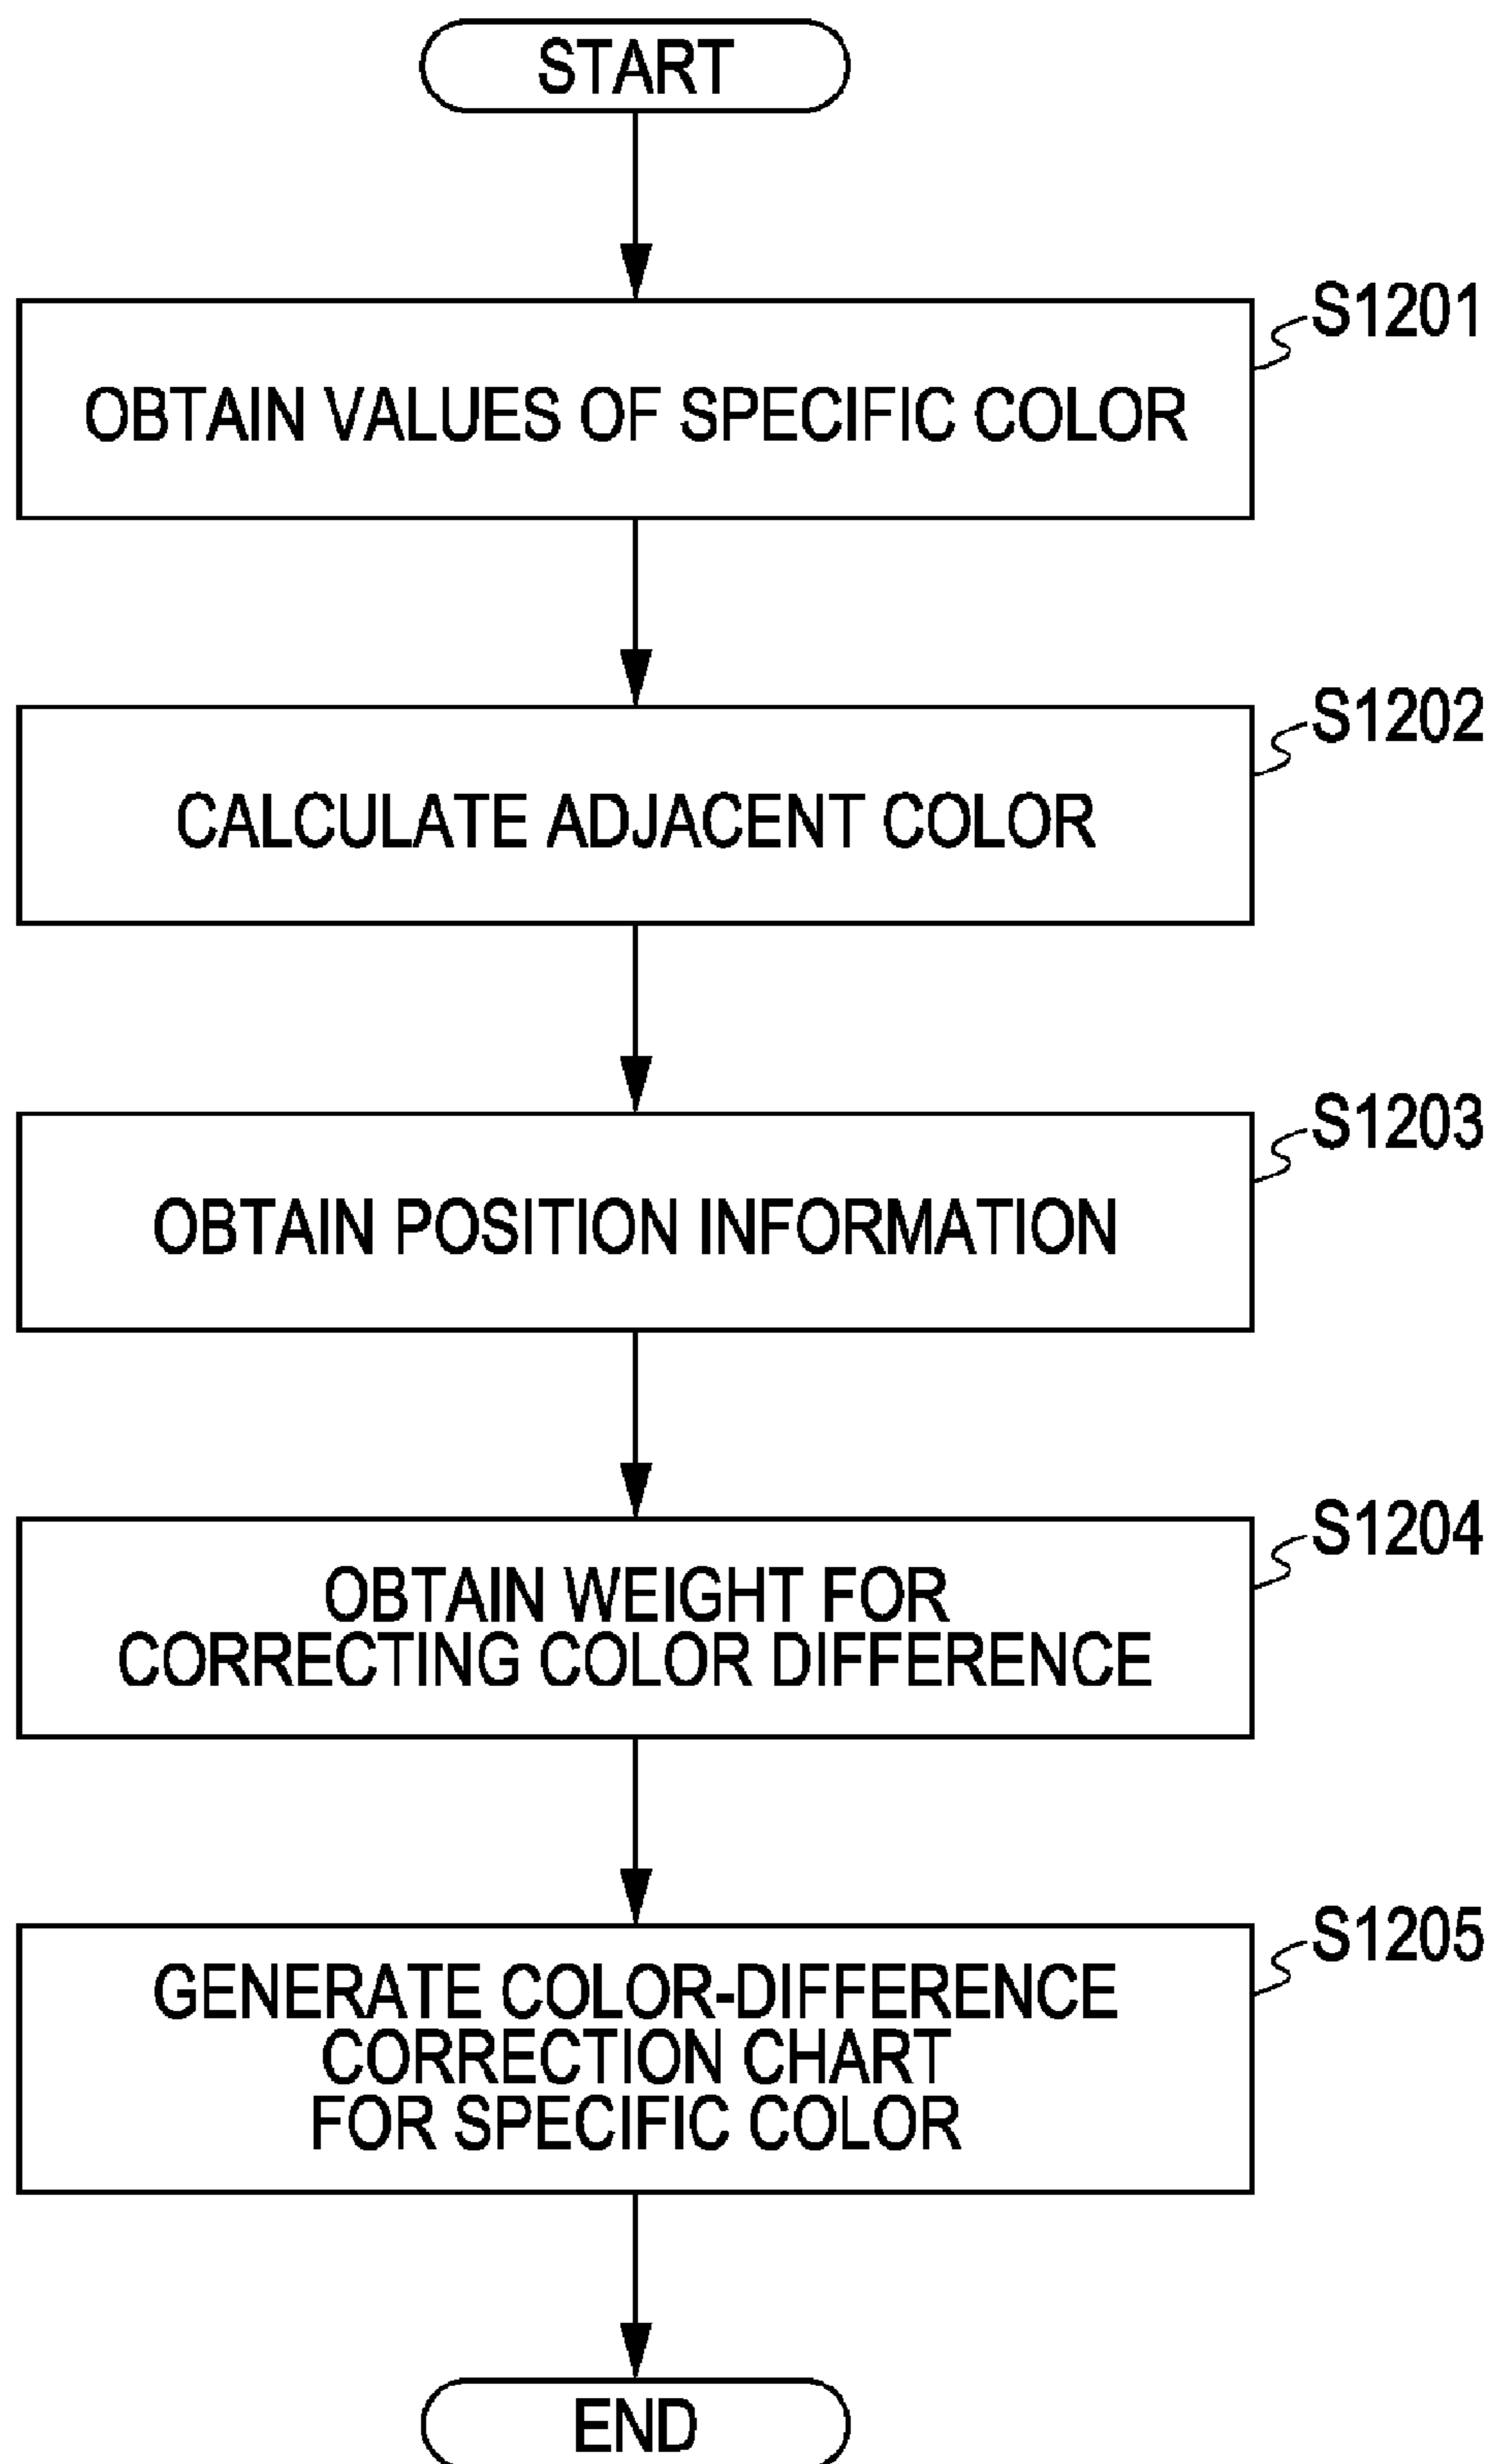 START
S1201
OBTAIN VALUES OF SPECIFIC COLOR
S1202
CALCULATE ADJACENT COLOR
S1203
OBTAIN POSITION INFORMATION
S1204
OBTAIN WEIGHT FOR
CORRECTING COLOR DIFFERENCE
S1205
GENERATE COLOR-DIFFERENCE
CORRECTION CHART
FOR SPECIFIC COLOR
END